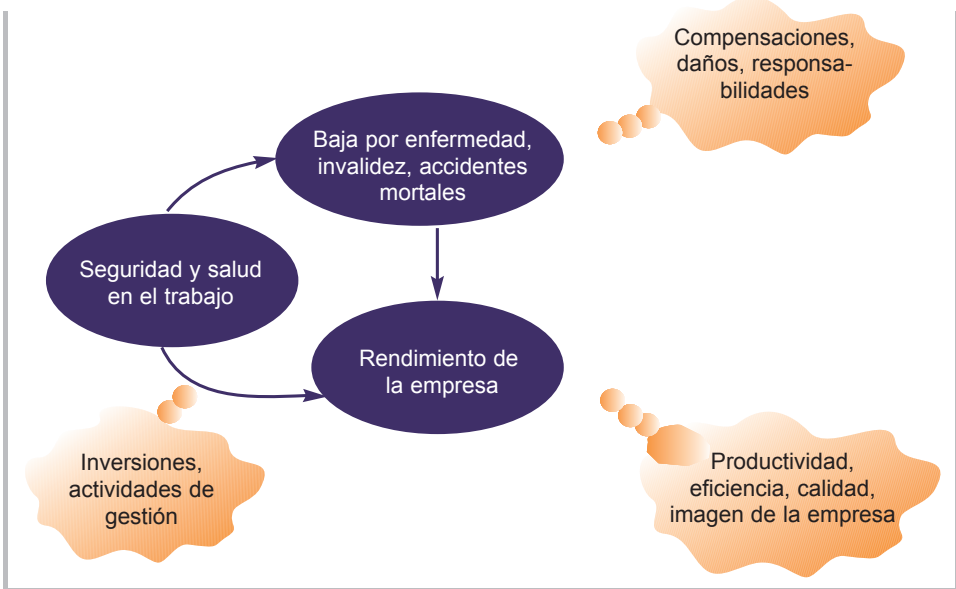 Compensaciones,
daños, responsa-
bilidades
Baja por enfermedad,
invalidez, accidentes
mortales
Seguridad y salud
en el trabajo
Rendimiento de
la empresa
Inversiones,
actividades de
gestión
Productividad,
eficiencia, calidad,
imagen de la empresa